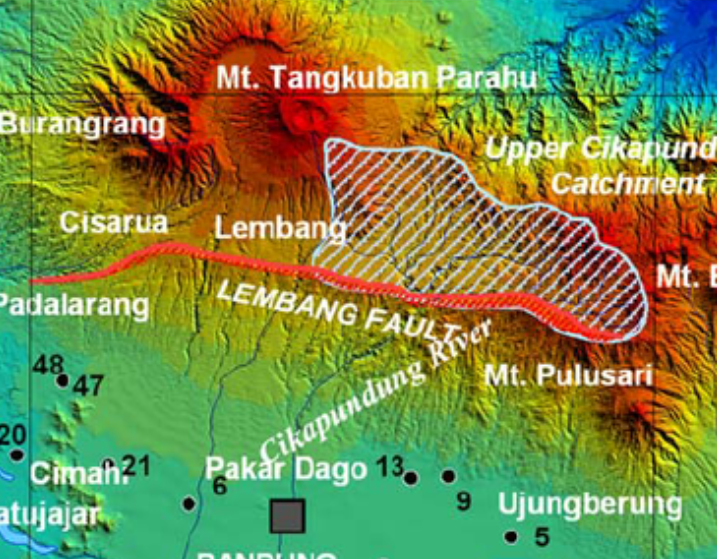 Mt. Tangkuban Parahu
Burangrang
Upper Cikapund
Catchment
Cisarua
Lembang
Mt. E
Padalarang
LEMBANG FAULT
Cikapundung River
Mt. Pulusari
48
47
20
Cimahi
21
Pakar Dago
13
6
9
Ujungberung
atujajar
5
BANDUNG